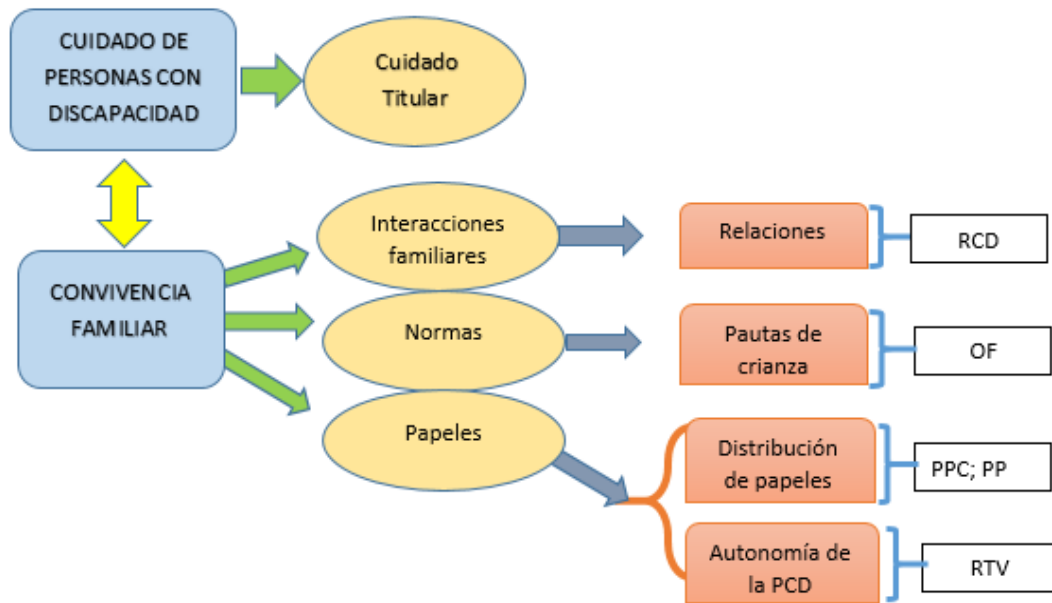 CUIDADO DE
PERSONAS CON
DISCAPACIDAD
Cuidado
Titular
CONVIVENCIA
FAMILIAR
Interacciones
familiares
Relaciones
RCD
Normas
Pautas de
crianza
OF
Papeles
Distribución
de papeles
PPC; PP
Autonomía de
la PCD
RTV